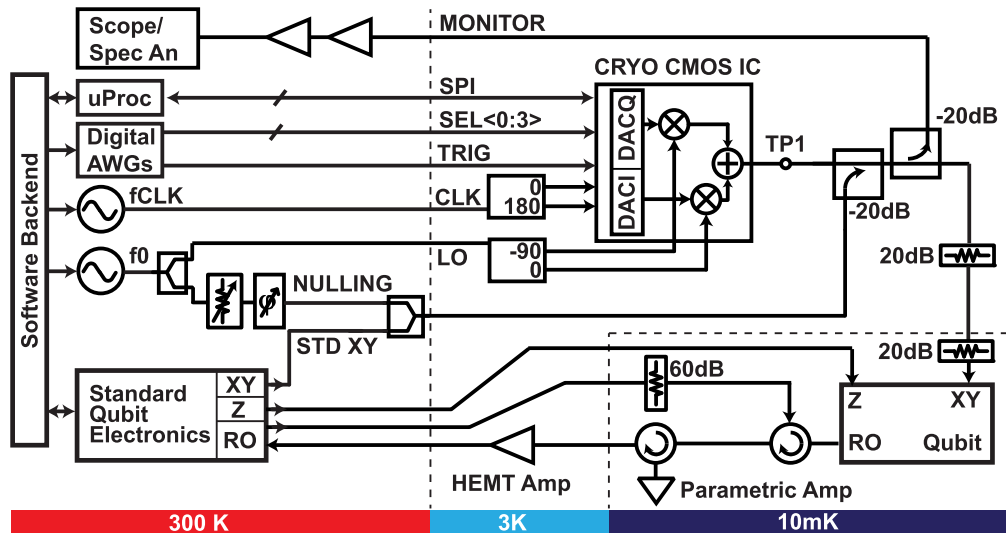 Scope/
Spec An
MONITOR
CRYO CMOS IC
uProc
SPI
Digital
AWGs
SEL<0:3>
TRIG
DACQ
DACI
TP1
-20dB
-20dB
fCLK
CLK
0
180
f0
LO
-90
0
20dB
NULLING
STD XY
φ
Software Backend
Standard
Qubit
Electronics
XY
Z
RO
60dB
20dB
Z
XY
RO
Qubit
HEMT Amp
Parametric Amp
300 K
3K
10mK